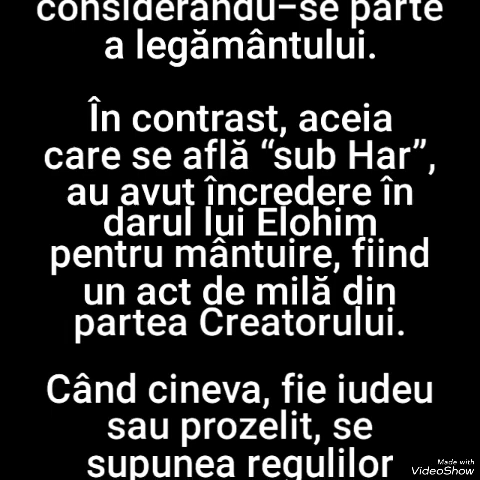 considerându-se parte
a legământului.
În contrast, aceia
care se află “sub Har”,
au avut încredere în
darul lui Elohim
pentru mântuire, fiind
un act de milă din
partea Creatorului.
Când cineva, fie iudeu
sau prozelit, se
supunea regulilor
Made with
VideoShow